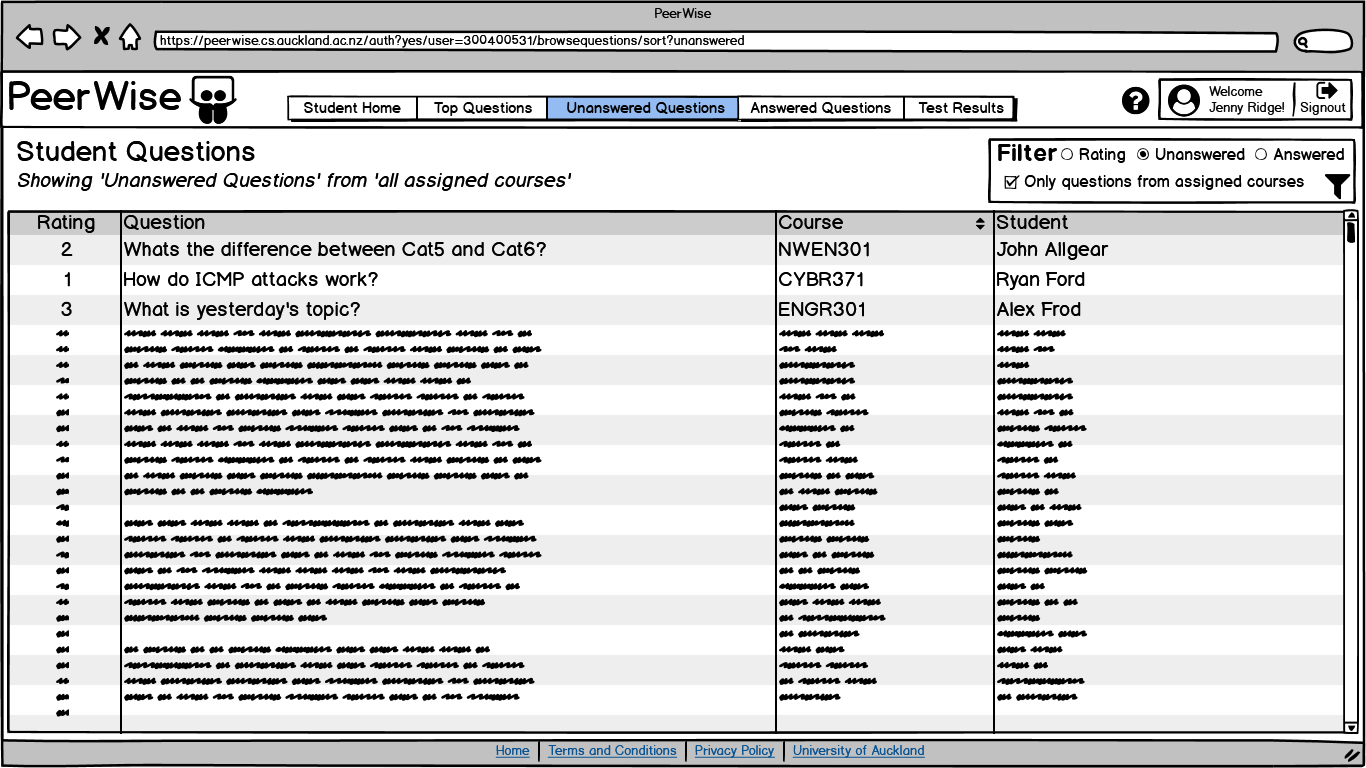 PeerWise
https://peerwise.cs.auckland.ac.nz/auth?yes/user=300400531/browsequestions/sort?unanswered
PeerWise
Student Home Top Questions Unanswered Questions Answered Questions Test Results
?
Welcome
Jenny Ridge!
Signout
Student Questions
Showing 'Unanswered Questions' from 'all assigned courses'
Filter Rating Unanswered Answered
Only questions from assigned courses
Rating Question Course Student
2 Whats the difference between Cat5 and Cat6? NWEN301 John Allgear
1 How do ICMP attacks work? CYBR371 Ryan Ford
3 What is yesterday's topic? ENGR301 Alex Frod
Home Terms and Conditions Privacy Policy University of Auckland